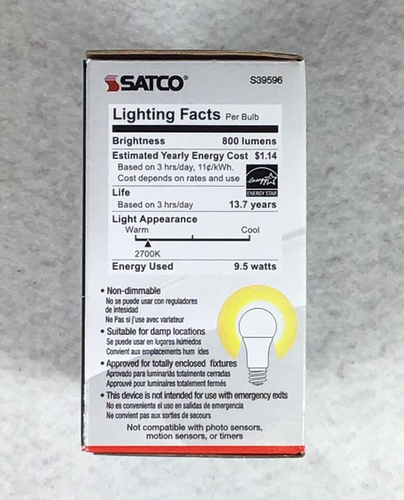 SATCO®
S39596
Lighting Facts Per Bulb
Brightness 800 lumens
Estimated Yearly Energy Cost $1.14
Based on 3 hrs/day, 11¢/kWh.
Cost depends on rates and use
ENERGY STAR
Life
Based on 3 hrs/day 13.7 years
Light Appearance
Warm Cool
2700K
Energy Used 9.5 watts
• Non-dimmable
No se puede usar con reguladores
de intesidad
Ne Pas si j'use avec variateur
• Suitable for damp locations
Se puede usar en lugares húmedos
Convient aux emplacements hum ides
• Approved for totally enclosed fixtures
Aprovado para luminariás totalmente cerradas
Approuvé pour luminaires totalement fermés
• This device is not intended for use with emergency exits
No es conveniente el uso en salidas de emergencia
Ne convient pas aux sorties de secours
Not compatible with photo sensors,
motion sensors, or timers